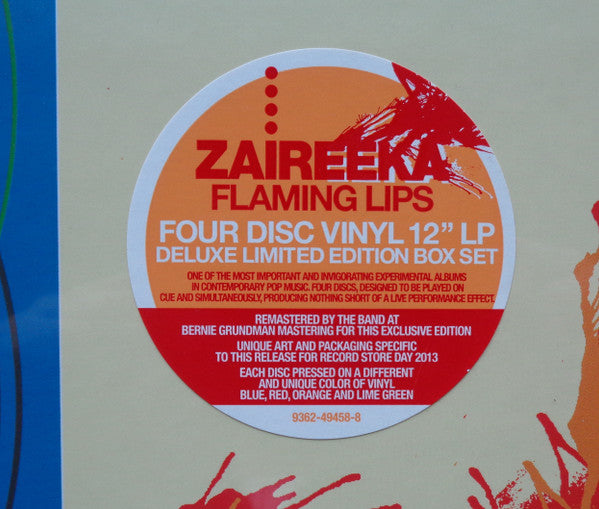 ZAIREEKA
FLAMING LIPS
FOUR DISC VINYL 12” LP
DELUXE LIMITED EDITION BOX SET
ONE OF THE MOST IMPORTANT AND INVIGORATING EXPERIMENTAL ALBUMS
IN CONTEMPORARY POP MUSIC. FOUR DISCS, DESIGNED TO BE PLAYED ON
CUE AND SIMULTANEOUSLY, PRODUCING NOTHING SHORT OF A LIVE PERFORMANCE EFFECT.
REMASTERED BY THE BAND AT
BERNIE GRUNDMAN MASTERING FOR THIS EXCLUSIVE EDITION
UNIQUE ART AND PACKAGING SPECIFIC
TO THIS RELEASE FOR RECORD STORE DAY 2013
EACH DISC PRESSED ON A DIFFERENT
AND UNIQUE COLOR OF VINYL
BLUE, RED, ORANGE AND LIME GREEN
9362-49458-8